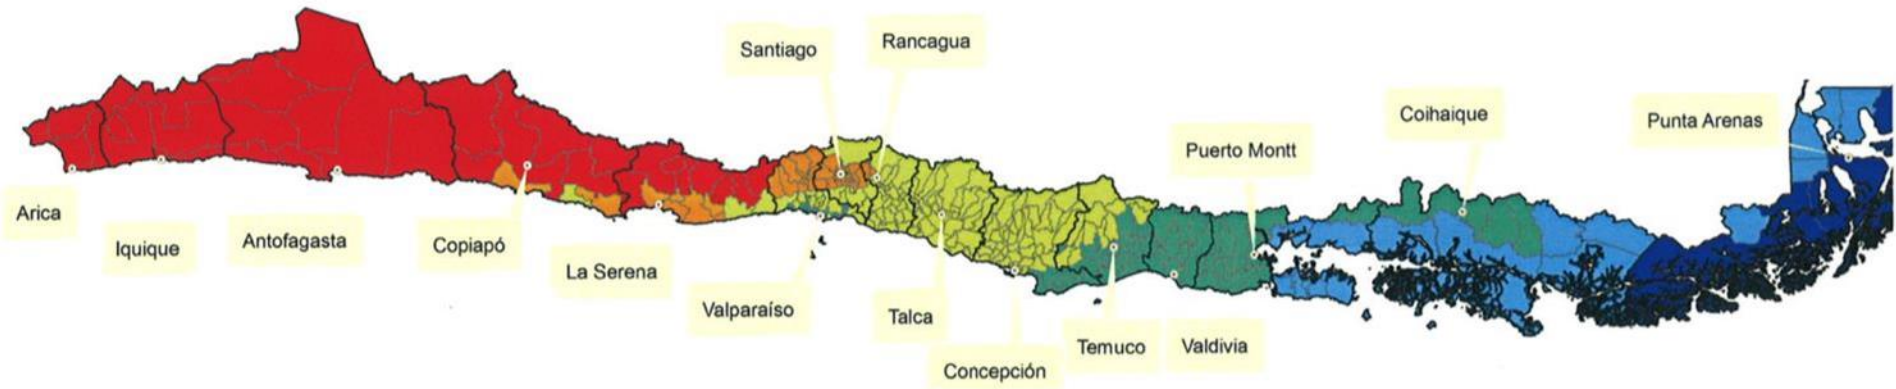 Arica
Iquique
Antofagasta
Copiapó
La Serena
Santiago
Valparaíso
Rancagua
Talca
Concepción
Temuco
Valdivia
Puerto Montt
Coihaique
Punta Arenas